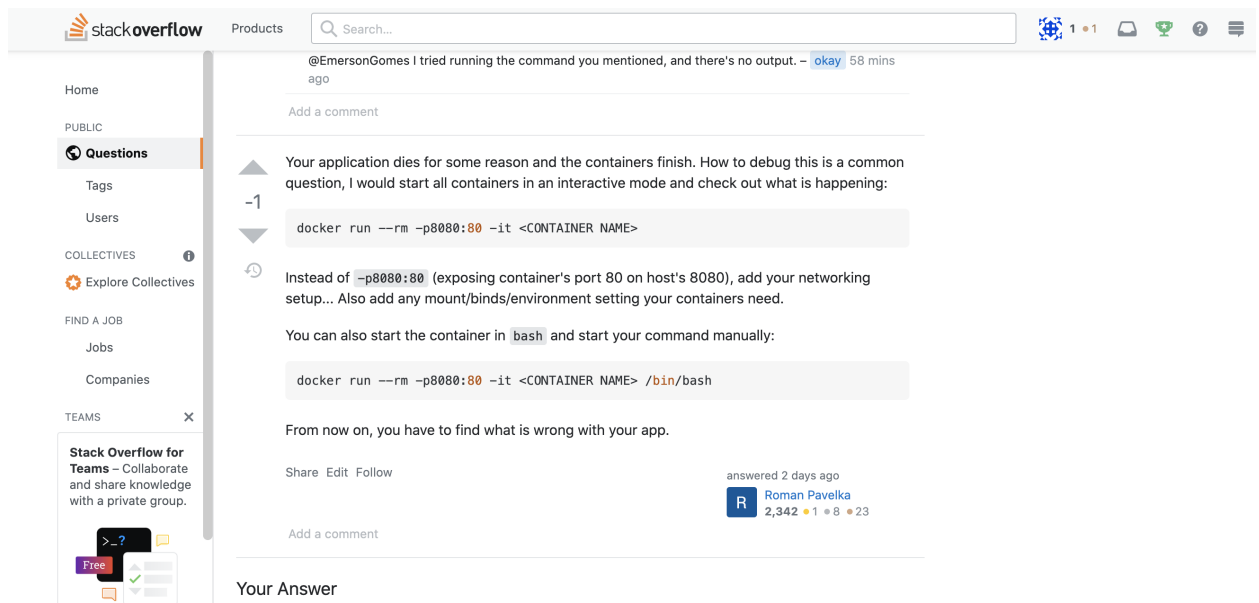 stack overflow
Products
Search...
1 • 1
@EmersonGomes I tried running the command you mentioned, and there's no output. – okay 58 mins
ago
Add a comment
Home
PUBLIC
Questions
Tags
Users
COLLECTIVES
Explore Collectives
FIND A JOB
Jobs
Companies
TEAMS
Stack Overflow for
Teams – Collaborate
and share knowledge
with a private group.
>_?
Free
-1
Your application dies for some reason and the containers finish. How to debug this is a common
question, I would start all containers in an interactive mode and check out what is happening:
docker run --rm -p8080:80 -it <CONTAINER NAME>
Instead of -p8080:80 (exposing container's port 80 on host's 8080), add your networking
setup... Also add any mount/binds/environment setting your containers need.
You can also start the container in bash and start your command manually:
docker run --rm -p8080:80 -it <CONTAINER NAME> /bin/bash
From now on, you have to find what is wrong with your app.
Share Edit Follow
answered 2 days ago
R
Roman Pavelka
2,342 • 1 • 8 • 23
Add a comment
Your Answer